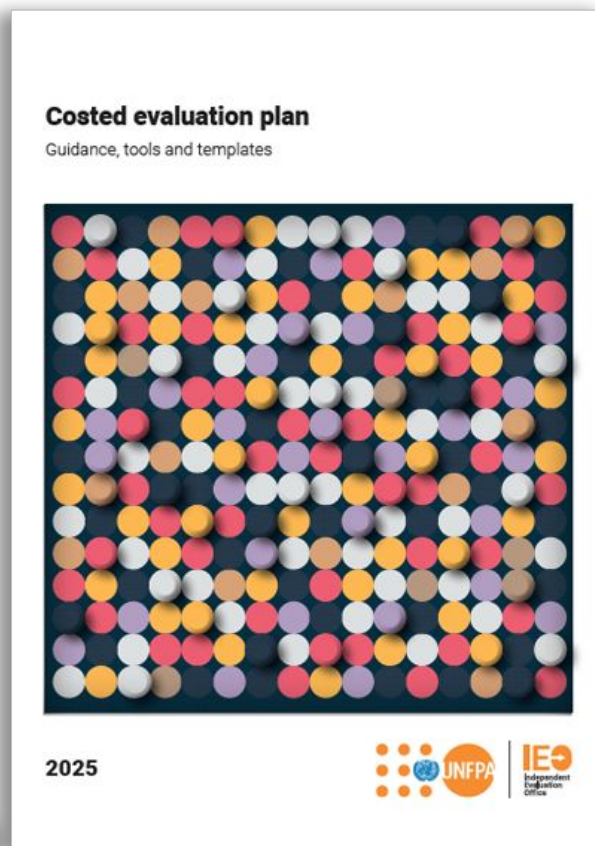 Costed evaluation plan
Guidance, tools and templates
2025
UNFPA
IEO
Independent
Evaluation
Office